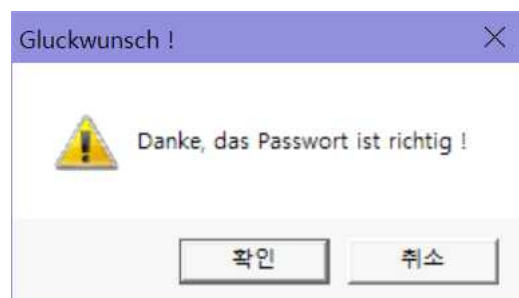 Gluckwunsch !
Danke, das Passwort ist richtig !
확인 취소